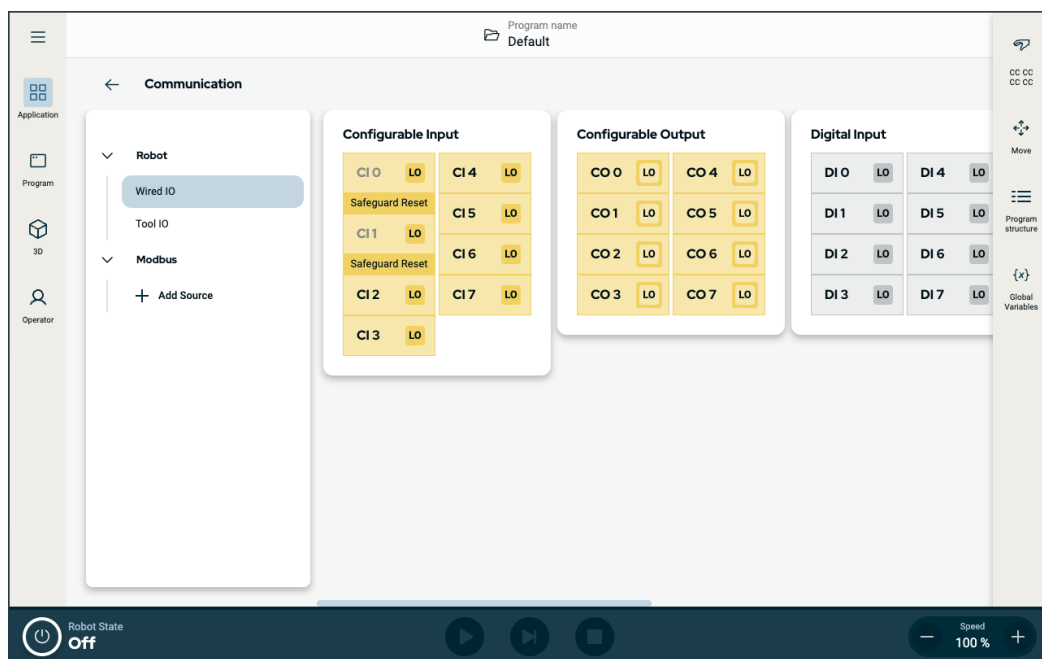 Program name
Default
Application
Program
3D
Operator
Communication
Robot
Wired IO
Tool IO
Modbus
Add Source
Configurable Input
CI 0 LO CI 4 LO
Safeguard Reset
CI 5 LO
CI 1 LO
CI 6 LO
Safeguard Reset
CI 2 LO CI 7 LO
CI 3 LO
Configurable Output
CO 0 LO CO 4 LO
CO 1 LO CO 5 LO
CO 2 LO CO 6 LO
CO 3 LO CO 7 LO
Digital Input
DI 0 LO DI 4 LO
DI 1 LO DI 5 LO
DI 2 LO DI 6 LO
DI 3 LO DI 7 LO
CC CC
CC CC
Move
Program
structure
{x}
Global
Variables
Robot State
Off
Speed
100 %